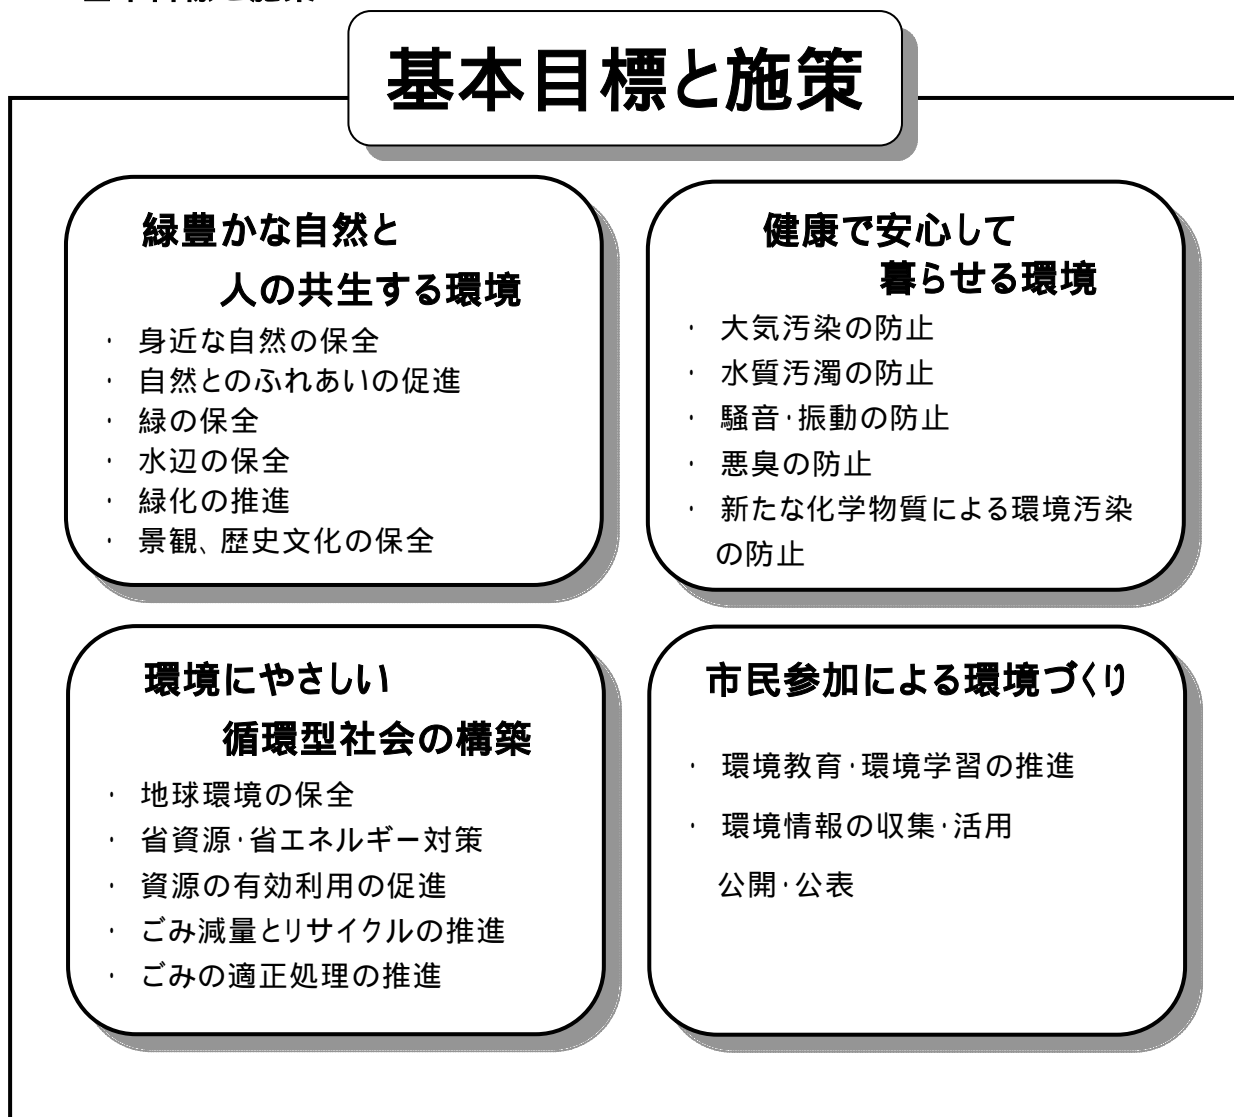 基本目標と施策
緑豊かな自然と
人の共生する環境
・ 身近な自然の保全
・ 自然とのふれあいの促進
・ 緑の保全
・ 水辺の保全
・ 緑化の推進
・ 景観、歴史文化の保全
健康で安心して
暮らせる環境
・ 大気汚染の防止
・ 水質汚濁の防止
・ 騒音・振動の防止
・ 悪臭の防止
・ 新たな化学物質による環境汚染
の防止
環境にやさしい
循環型社会の構築
・ 地球環境の保全
・ 省資源・省エネルギー対策
・ 資源の有効利用の促進
・ ごみ減量とリサイクルの推進
・ ごみの適正処理の推進
市民参加による環境づくり
・ 環境教育・環境学習の推進
・ 環境情報の収集・活用
公開・公表